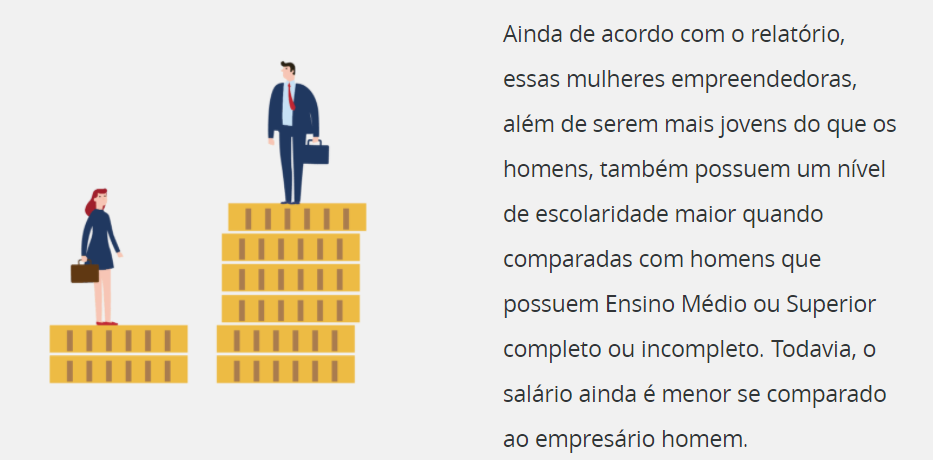 Ainda de acordo com o relatório,
essas mulheres empreendedoras,
além de serem mais jovens do que os
homens, também possuem um nível
de escolaridade maior quando
comparadas com homens que
possuem Ensino Médio ou Superior
completo ou incompleto. Todavia, o
salário ainda é menor se comparado
ao empresário homem.